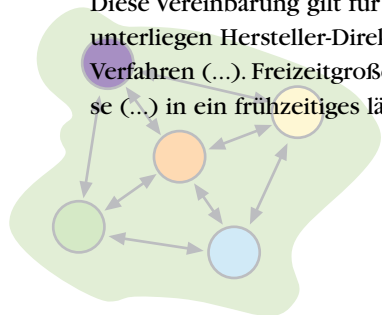 Diese Vereinbarung gilt für
unterliegen Hersteller-Direk
Verfahren (...). Freizeitgroße
se (...) in ein frühzeitiges lä